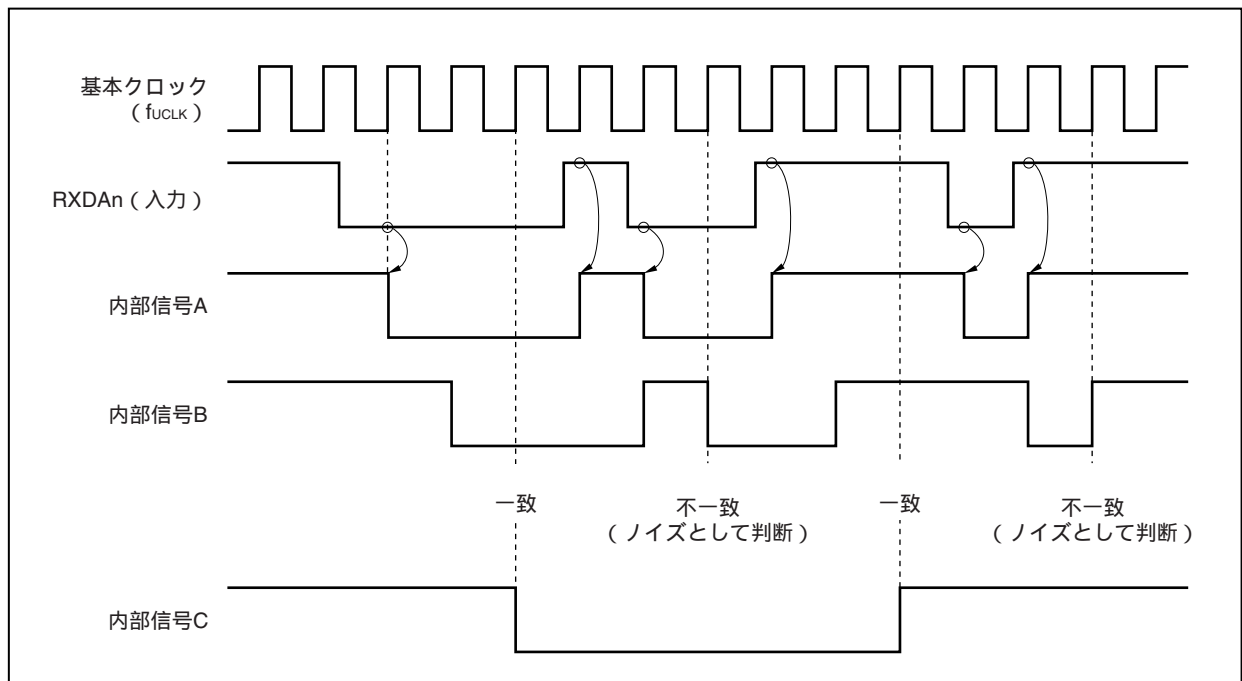 基本クロック
（fUCLK）
RXDAn（入力）
内部信号A
内部信号B
一致
不一致
（ノイズとして判断）
一致
不一致
（ノイズとして判断）
内部信号C